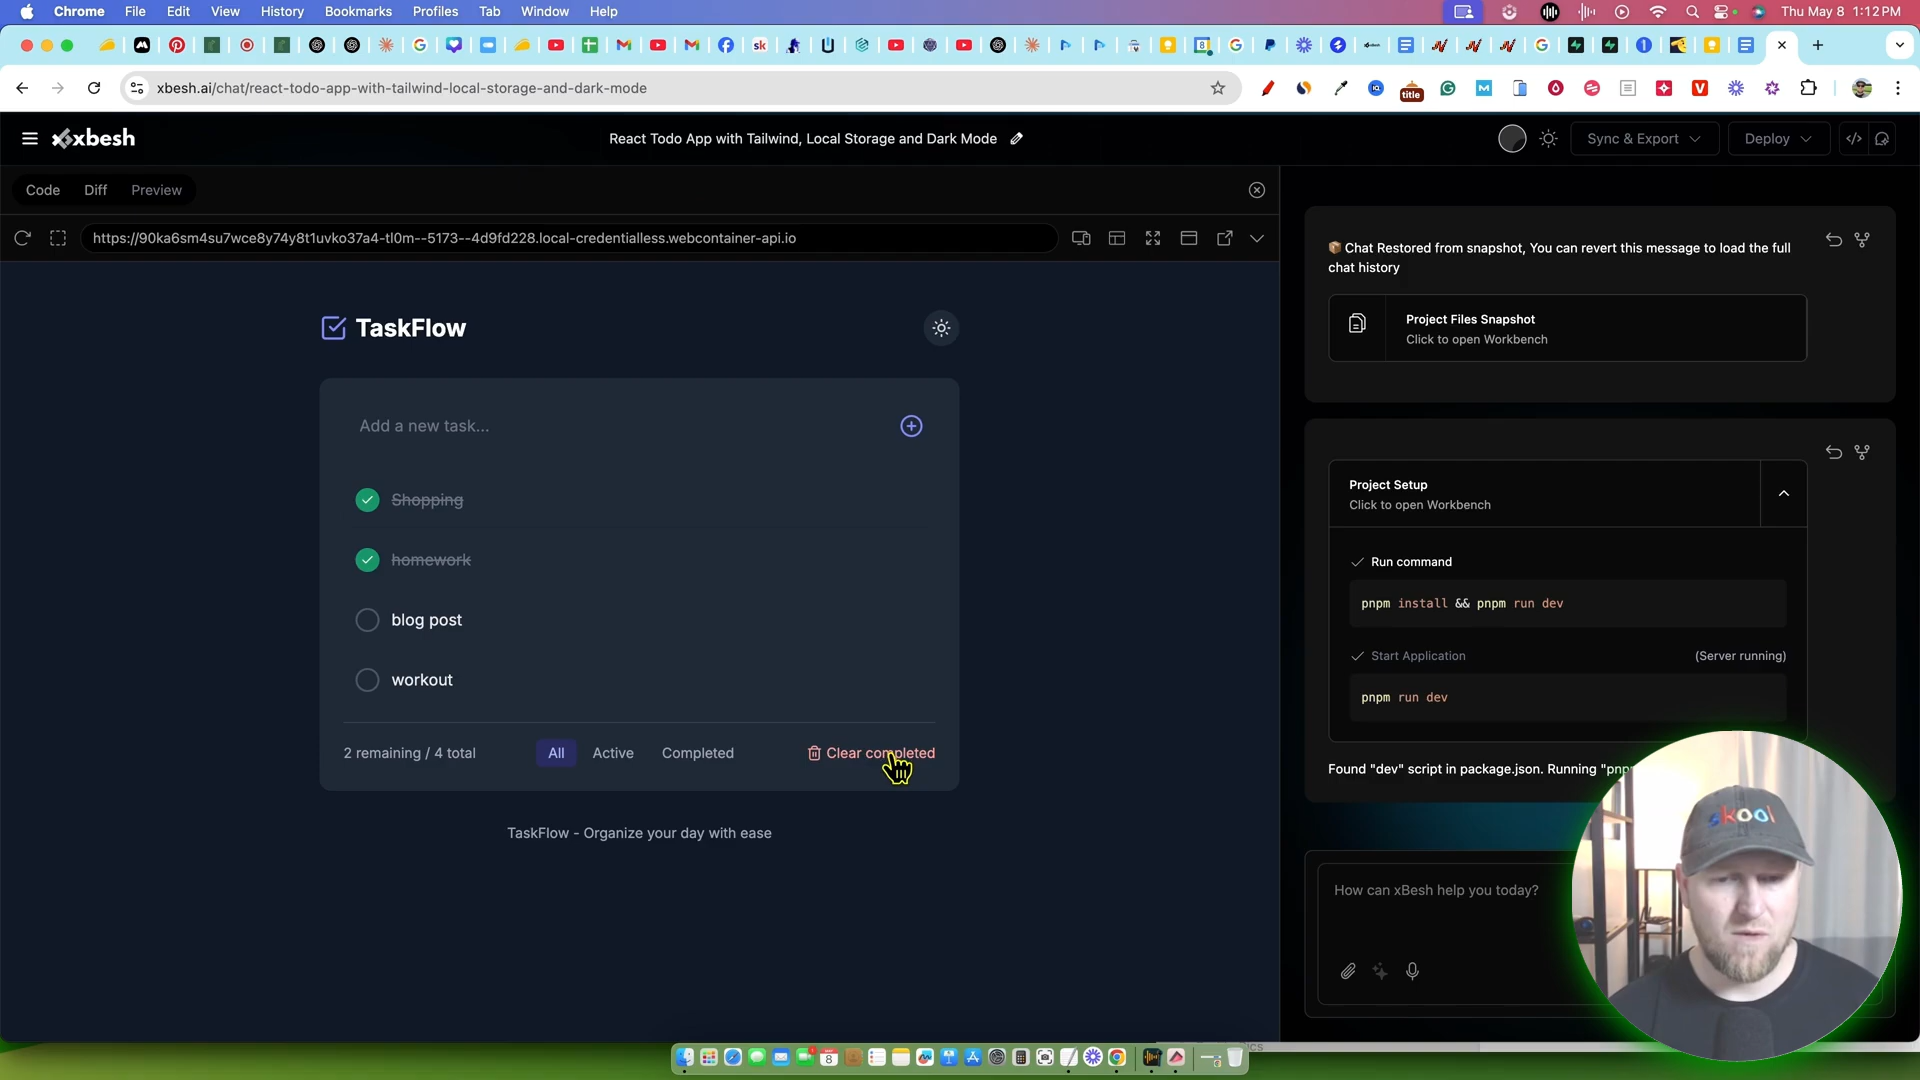 Chrome File Edit View History Bookmarks Profiles Tab Window Help Thu May 8 1:12 PM
xbesh.ai/chat/react-todo-app-with-tailwind-local-storage-and-dark-mode
title
xbesh
React Todo App with Tailwind, Local Storage and Dark Mode
Sync & Export
Deploy
Code Diff Preview
https://90ka6sm4su7wce8y74y8t1uvko37a4-tl0m--5173--4d9fd228.local-credentialless.webcontainer-api.io
TaskFlow
Add a new task...
Shopping
homework
blog post
workout
2 remaining / 4 total
All
Active
Completed
Clear completed
TaskFlow - Organize your day with ease
📦 Chat Restored from snapshot, You can revert this message to load the full
chat history
Project Files Snapshot
Click to open Workbench
Project Setup
Click to open Workbench
Run command
pnpm install && pnpm run dev
Start Application
(Server running)
pnpm run dev
Found "dev" script in package.json. Running "pnp
How can xBesh help you today?
skool